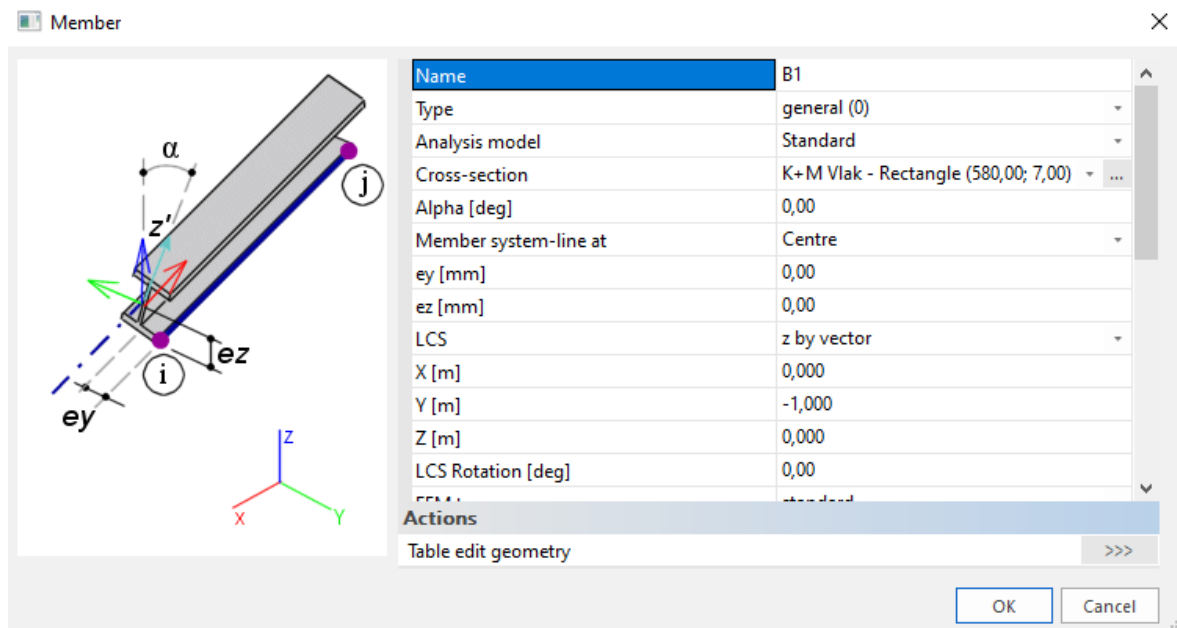 Member
Name B1
Type general (0)
Analysis model Standard
Cross-section K+M Vlak - Rectangle (580,00; 7,00) ...
Alpha [deg] 0,00
Member system-line at Centre
ey [mm] 0,00
ez [mm] 0,00
LCS z by vector
X [m] 0,000
Y [m] -1,000
Z [m] 0,000
LCS Rotation [deg] 0,00
standard
Actions
Table edit geometry >>>
OK Cancel
α
j
z'
ez
i
ey
Z
X Y